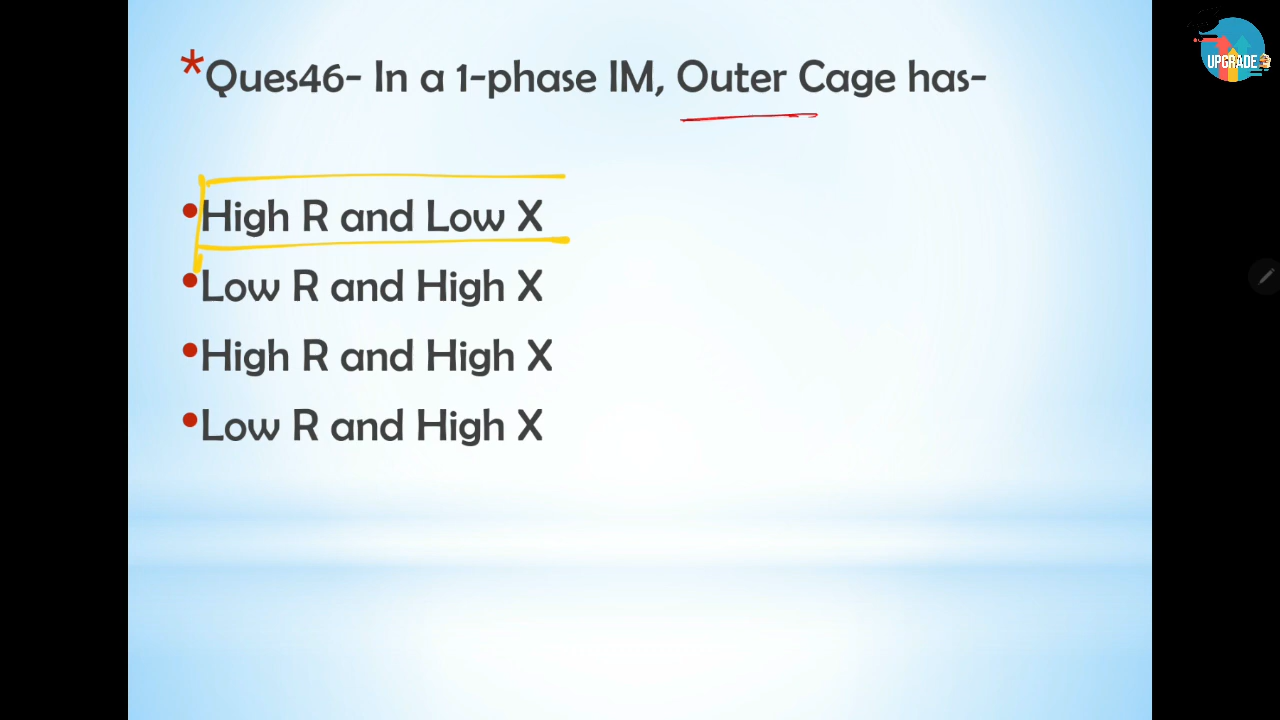 *Ques46- In a 1-phase IM, Outer Cage has-
UPGRADE
•High R and Low X
•Low R and High X
•High R and High X
•Low R and High X